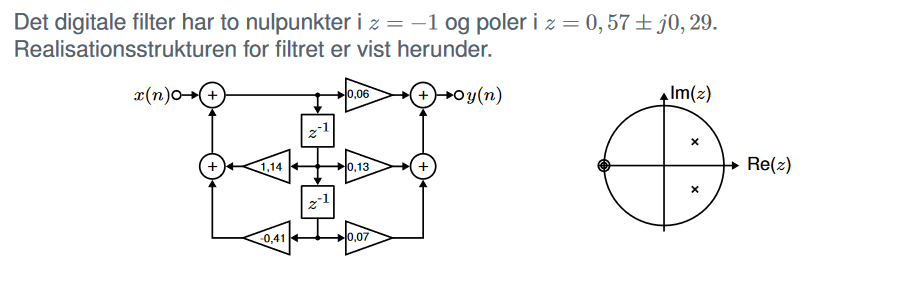 Det digitale filter har to nulpunkter i z = −1 og poler i z = 0, 57 ± j0, 29.
Realisationsstrukturen for filtret er vist herunder.
x(n) + 0,06 + y(n)
Im(z)
z⁻¹
+ 1,14 0,13 +
Re(z)
z⁻¹
-0,41 0,07